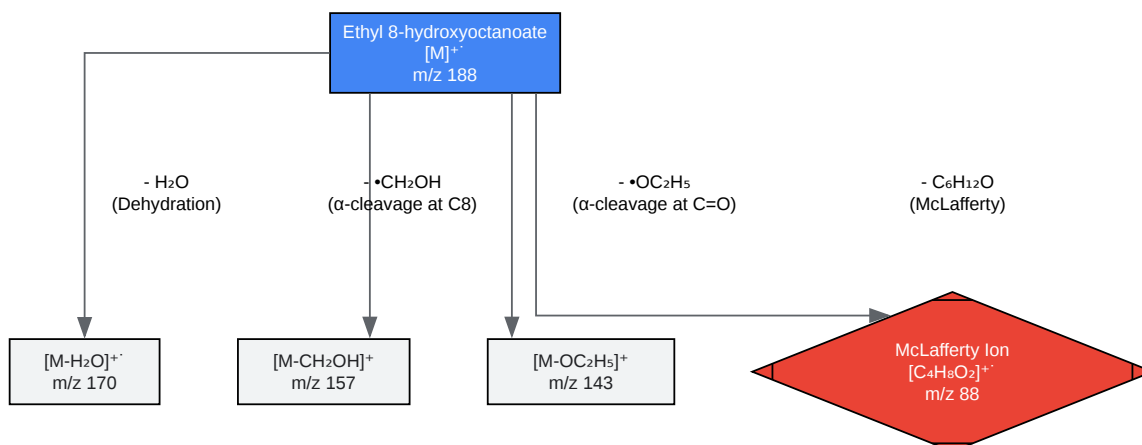 Ethyl 8-hydroxyoctanoate
[M]⁺˙
m/z 188
- H₂O
(Dehydration)
- •CH₂OH
(α-cleavage at C8)
- •OC₂H₅
(α-cleavage at C=O)
- C₆H₁₂O
(McLafferty)
[M-H₂O]⁺˙
m/z 170
[M-CH₂OH]⁺
m/z 157
[M-OC₂H₅]⁺
m/z 143
McLafferty Ion
[C₄H₈O₂]⁺˙
m/z 88